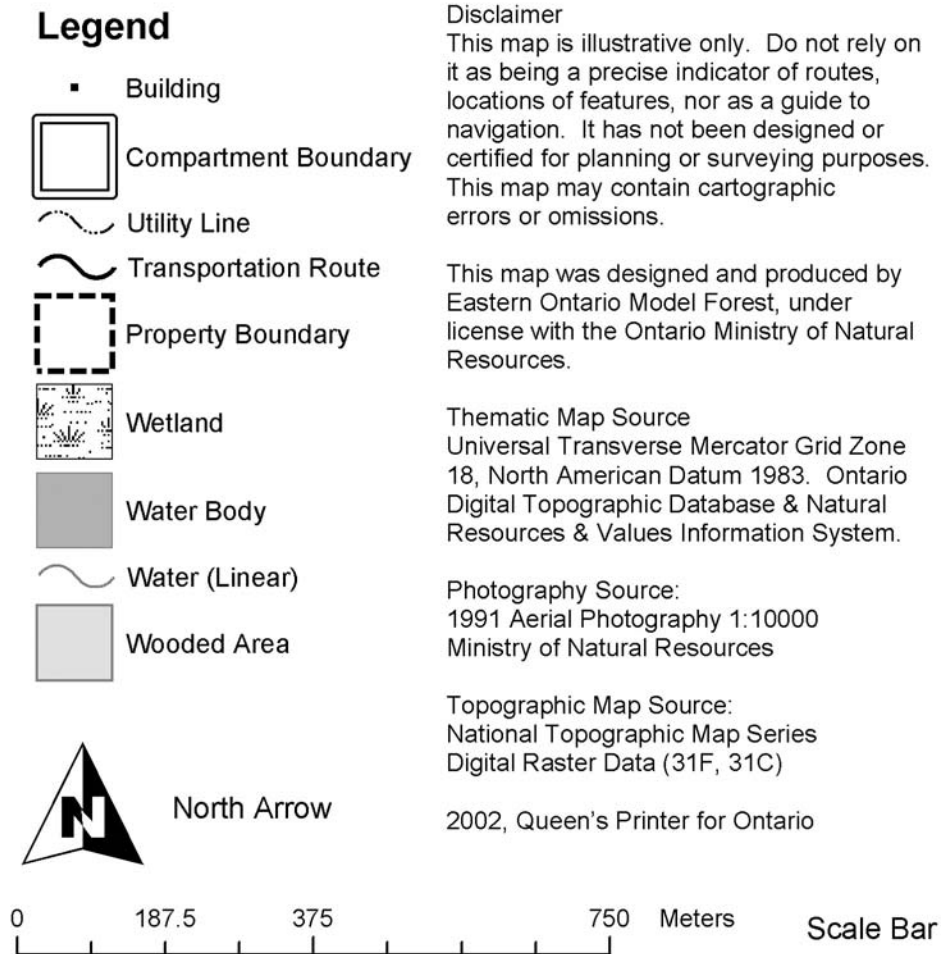 Legend
Building
Compartment Boundary
Utility Line
Transportation Route
Property Boundary
Wetland
Water Body
Water (Linear)
Wooded Area
N
North Arrow
Disclaimer
This map is illustrative only.  Do not rely on
it as being a precise indicator of routes,
locations of features, nor as a guide to
navigation.  It has not been designed or
certified for planning or surveying purposes.
This map may contain cartographic
errors or omissions.
This map was designed and produced by
Eastern Ontario Model Forest, under
license with the Ontario Ministry of Natural
Resources.
Thematic Map Source
Universal Transverse Mercator Grid Zone
18, North American Datum 1983.  Ontario
Digital Topographic Database & Natural
Resources & Values Information System.
Photography Source:
1991 Aerial Photography 1:10000
Ministry of Natural Resources
Topographic Map Source:
National Topographic Map Series
Digital Raster Data (31F, 31C)
2002, Queen's Printer for Ontario
0 187.5 375 750 Meters Scale Bar